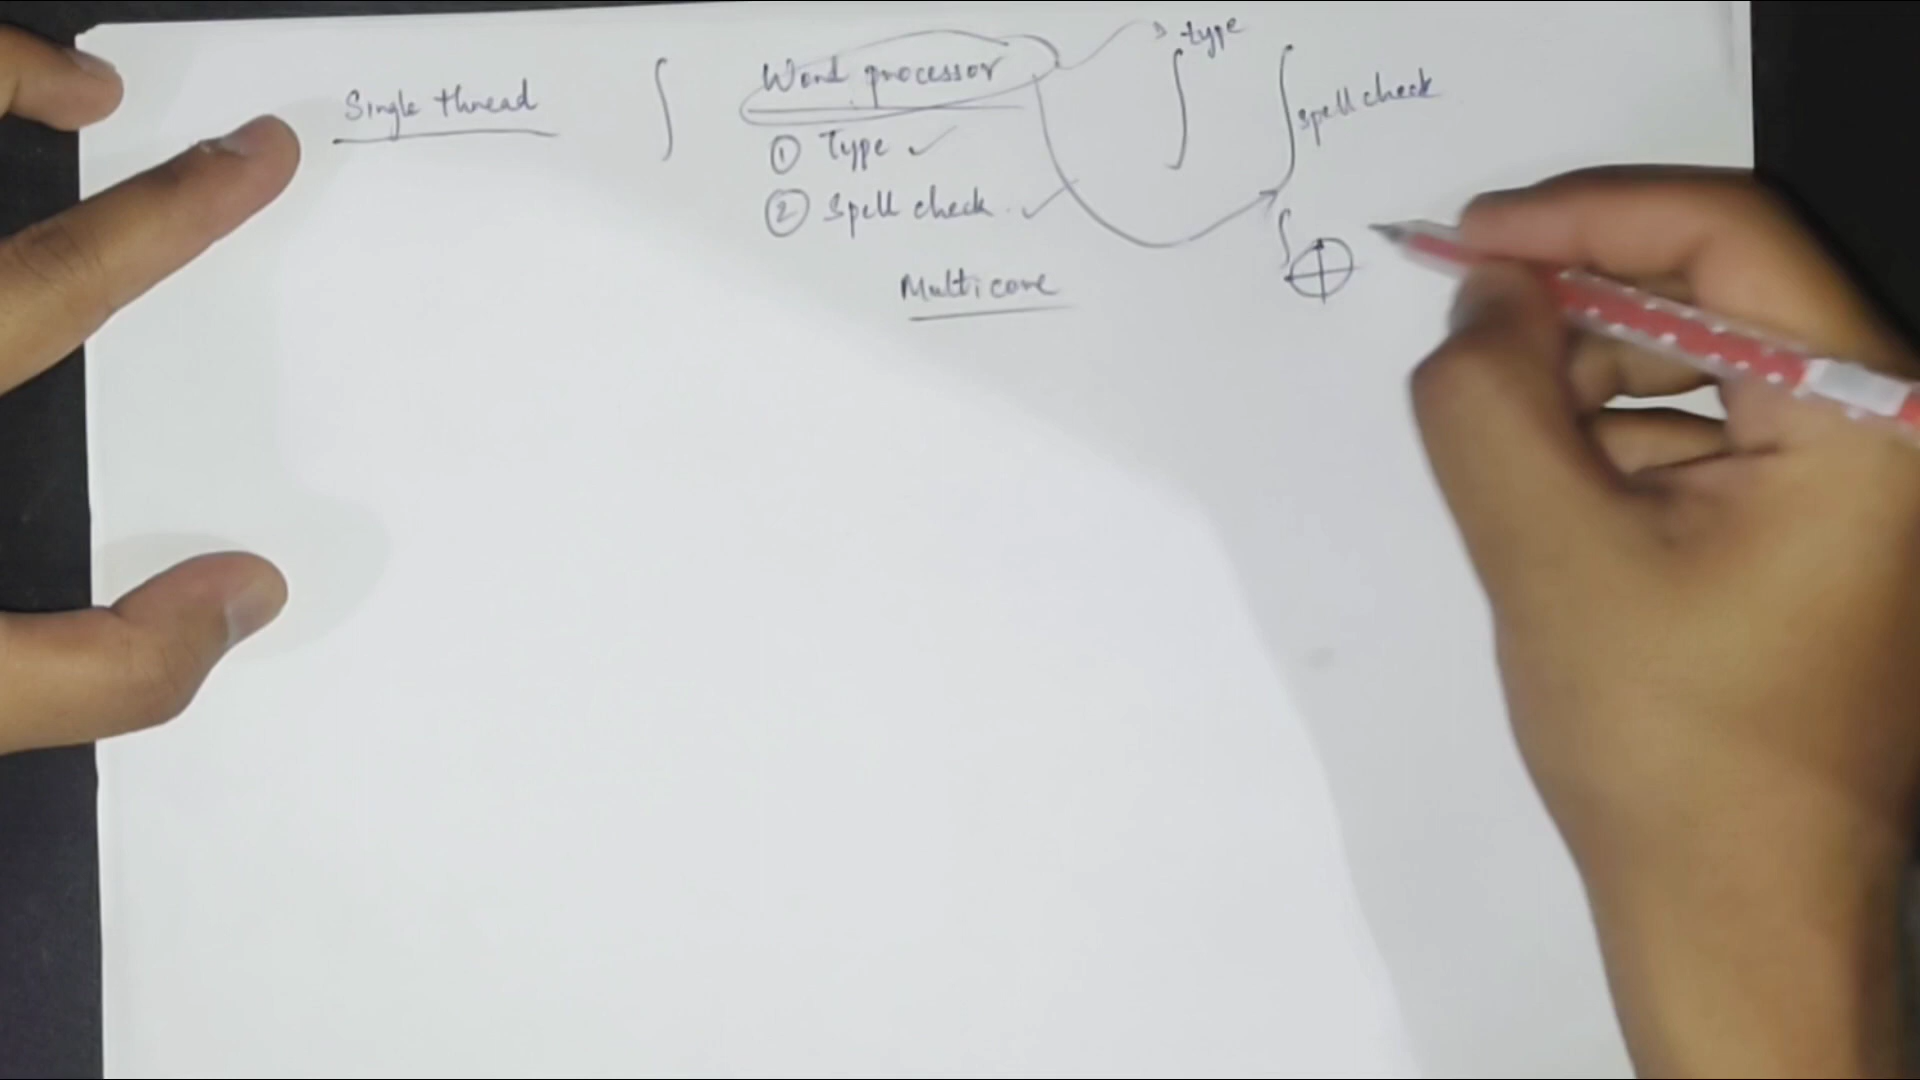 Single thread
Word processor
① Type ✓
② Spell check ✓
Multicore
type
spell check